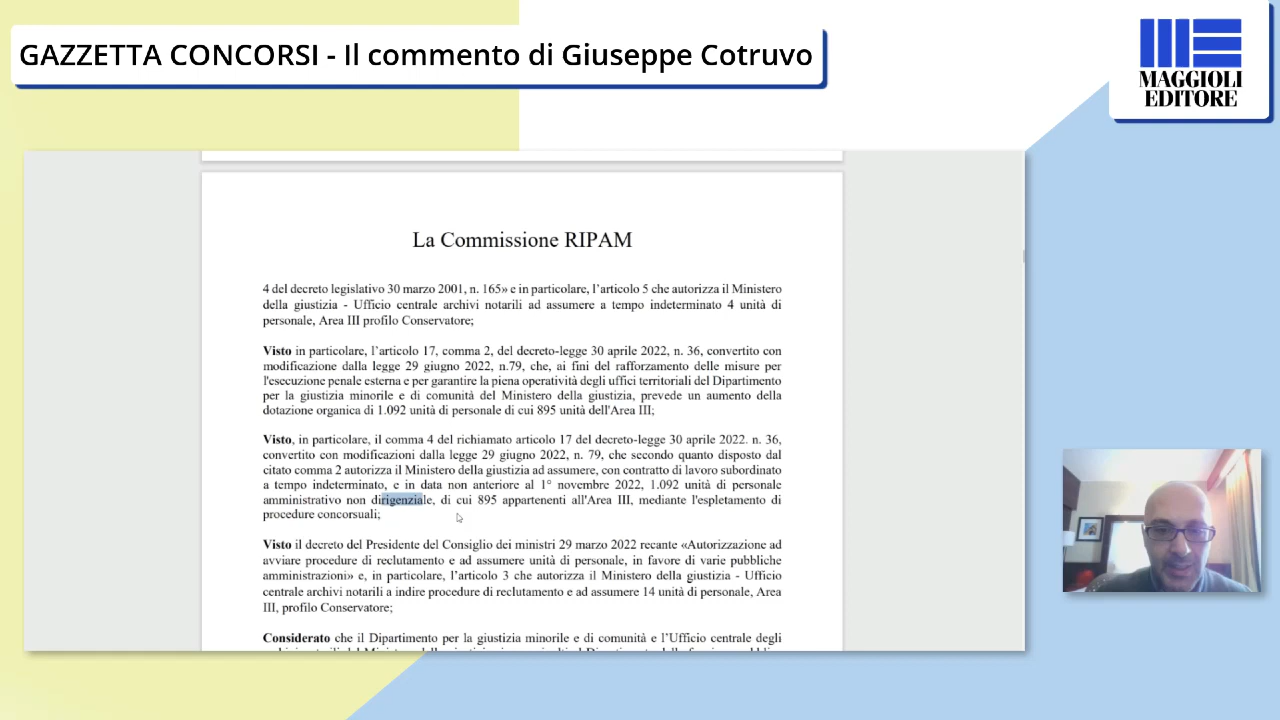 GAZZETTA CONCORSI - Il commento di Giuseppe Cotruvo
MAGGIOLI
EDITORE
La Commissione RIPAM
4 del decreto legislativo 30 marzo 2001, n. 165» e in particolare, l’articolo 5 che autorizza il Ministero
della giustizia - Ufficio centrale archivi notarili ad assumere a tempo indeterminato 4 unità di
personale, Area III profilo Conservatore;
Visto in particolare, l’articolo 17, comma 2, del decreto-legge 30 aprile 2022, n. 36, convertito con
modificazione dalla legge 29 giugno 2022, n.79, che, ai fini del rafforzamento delle misure per
l'esecuzione penale esterna e per garantire la piena operatività degli uffici territoriali del Dipartimento
per la giustizia minorile e di comunità del Ministero della giustizia, prevede un aumento della
dotazione organica di 1.092 unità di personale di cui 895 unità dell'Area III;
Visto, in particolare, il comma 4 del richiamato articolo 17 del decreto-legge 30 aprile 2022. n. 36,
convertito con modificazioni dalla legge 29 giugno 2022, n. 79, che secondo quanto disposto dal
citato comma 2 autorizza il Ministero della giustizia ad assumere, con contratto di lavoro subordinato
a tempo indeterminato, e in data non anteriore al 1° novembre 2022, 1.092 unità di personale
amministrativo non dirigenziale, di cui 895 appartenenti all'Area III, mediante l'espletamento di
procedure concorsuali;
Visto il decreto del Presidente del Consiglio dei ministri 29 marzo 2022 recante «Autorizzazione ad
avviare procedure di reclutamento e ad assumere unità di personale, in favore di varie pubbliche
amministrazioni» e, in particolare, l’articolo 3 che autorizza il Ministero della giustizia - Ufficio
centrale archivi notarili a indire procedure di reclutamento e ad assumere 14 unità di personale, Area
III, profilo Conservatore;
Considerato che il Dipartimento per la giustizia minorile e di comunità e l’Ufficio centrale degli